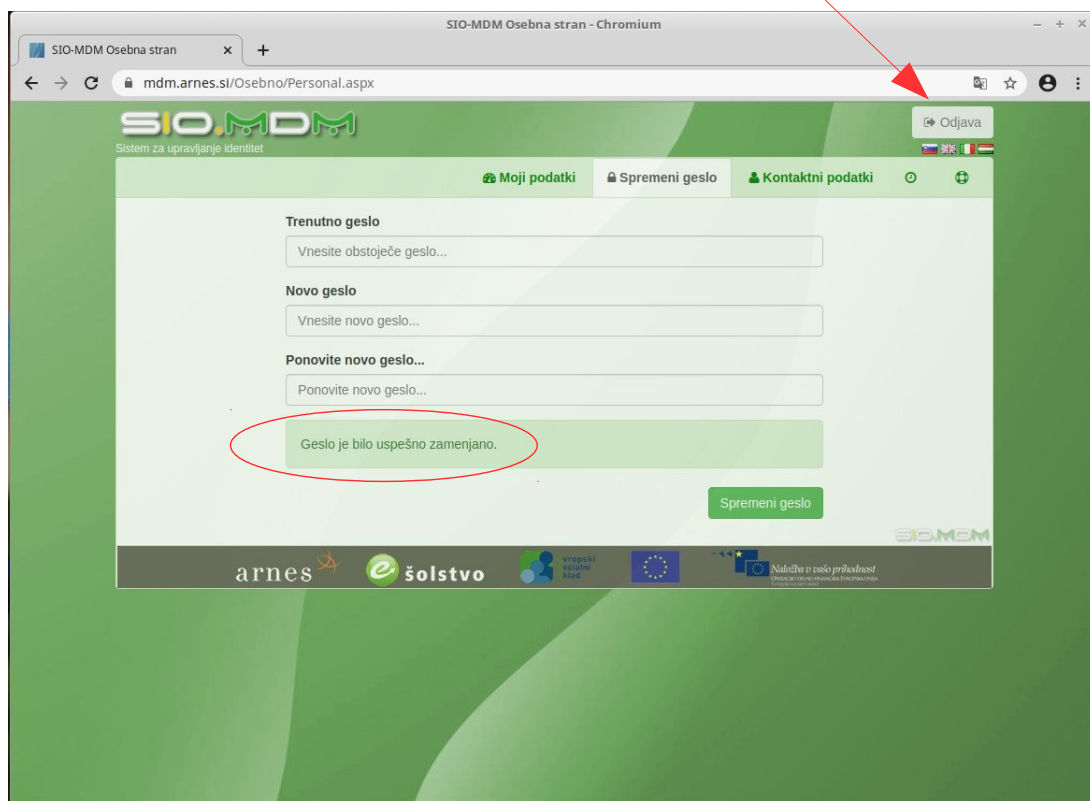 SIO-MDM Osebna stran - Chromium
SIO-MDM Osebna stran
mdm.arnes.si/Osebno/Personal.aspx
SIO.MDM
Odjava
Sistem za upravljanje identitet
Moji podatki
Spremeni geslo
Kontaktni podatki
Trenutno geslo
Vnesite obstoječe geslo...
Novo geslo
Vnesite novo geslo...
Ponovite novo geslo...
Ponovite novo geslo...
Geslo je bilo uspešno zamenjano.
Spremeni geslo
SIO.MDM
arnes
e šolstvo
vropski
ocialni
klad
Naložba v vašo prihodnost